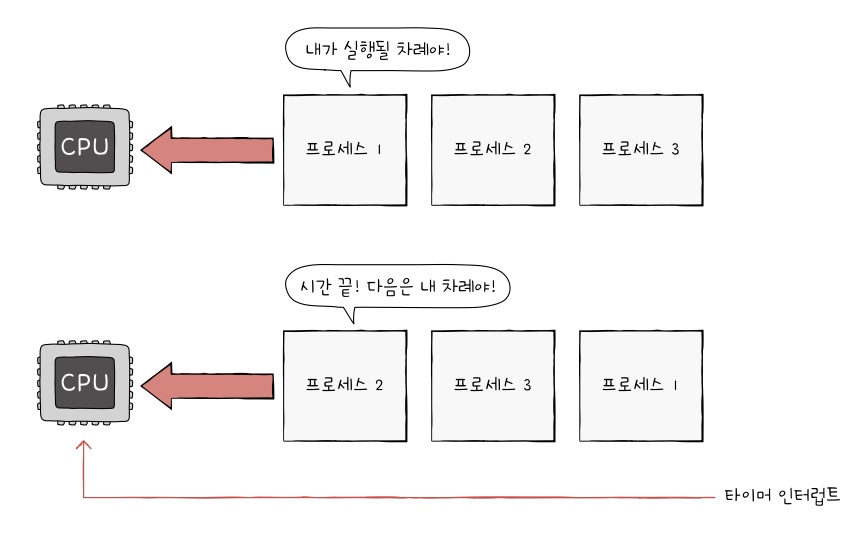 내가 실행될 차례야!
CPU
프로세스 1
프로세스 2
프로세스 3
시간 끝! 다음은 내 차례야!
CPU
프로세스 2
프로세스 3
프로세스 1
타이머 인터럽트